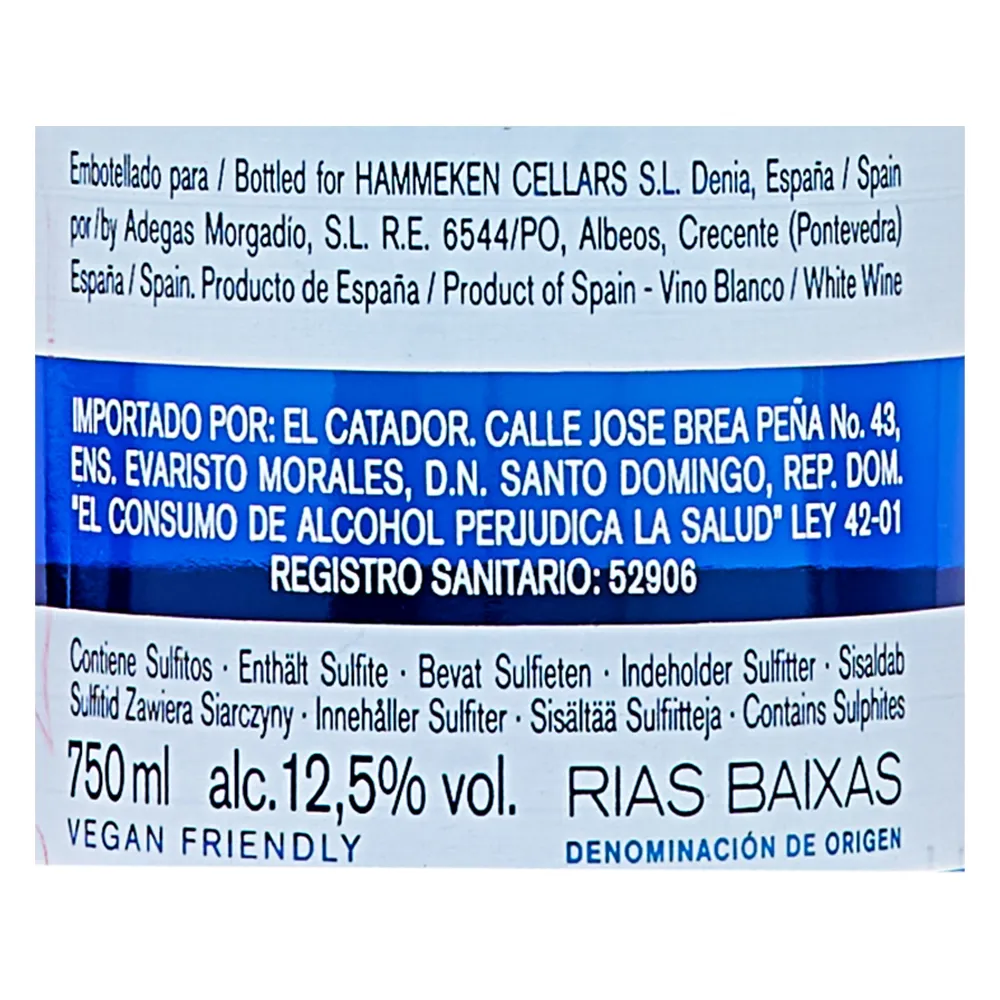 Embotellado para / Bottled for HAMMEKEN CELLARS S.L. Denia, España / Spain
por/by Adegas Morgadío, S.L. R.E. 6544/PO, Albeos, Crecente (Pontevedra)
España / Spain. Producto de España / Product of Spain - Vino Blanco / White Wine
IMPORTADO POR: EL CATADOR. CALLE JOSE BREA PEÑA No. 43,
ENS. EVARISTO MORALES, D.N. SANTO DOMINGO, REP. DOM.
"EL CONSUMO DE ALCOHOL PERJUDICA LA SALUD" LEY 42-01
REGISTRO SANITARIO: 52906
Contiene Sulfitos · Enthält Sulfite · Bevat Sulfieten · Indeholder Sulfitter · Sisaldab
Sulfitid Zawiera Siarczyny · Innehåller Sulfiter · Sisältää Sulfiitteja · Contains Sulphites
750 ml alc.12,5% vol. RIAS BAIXAS
VEGAN FRIENDLY DENOMINACIÓN DE ORIGEN